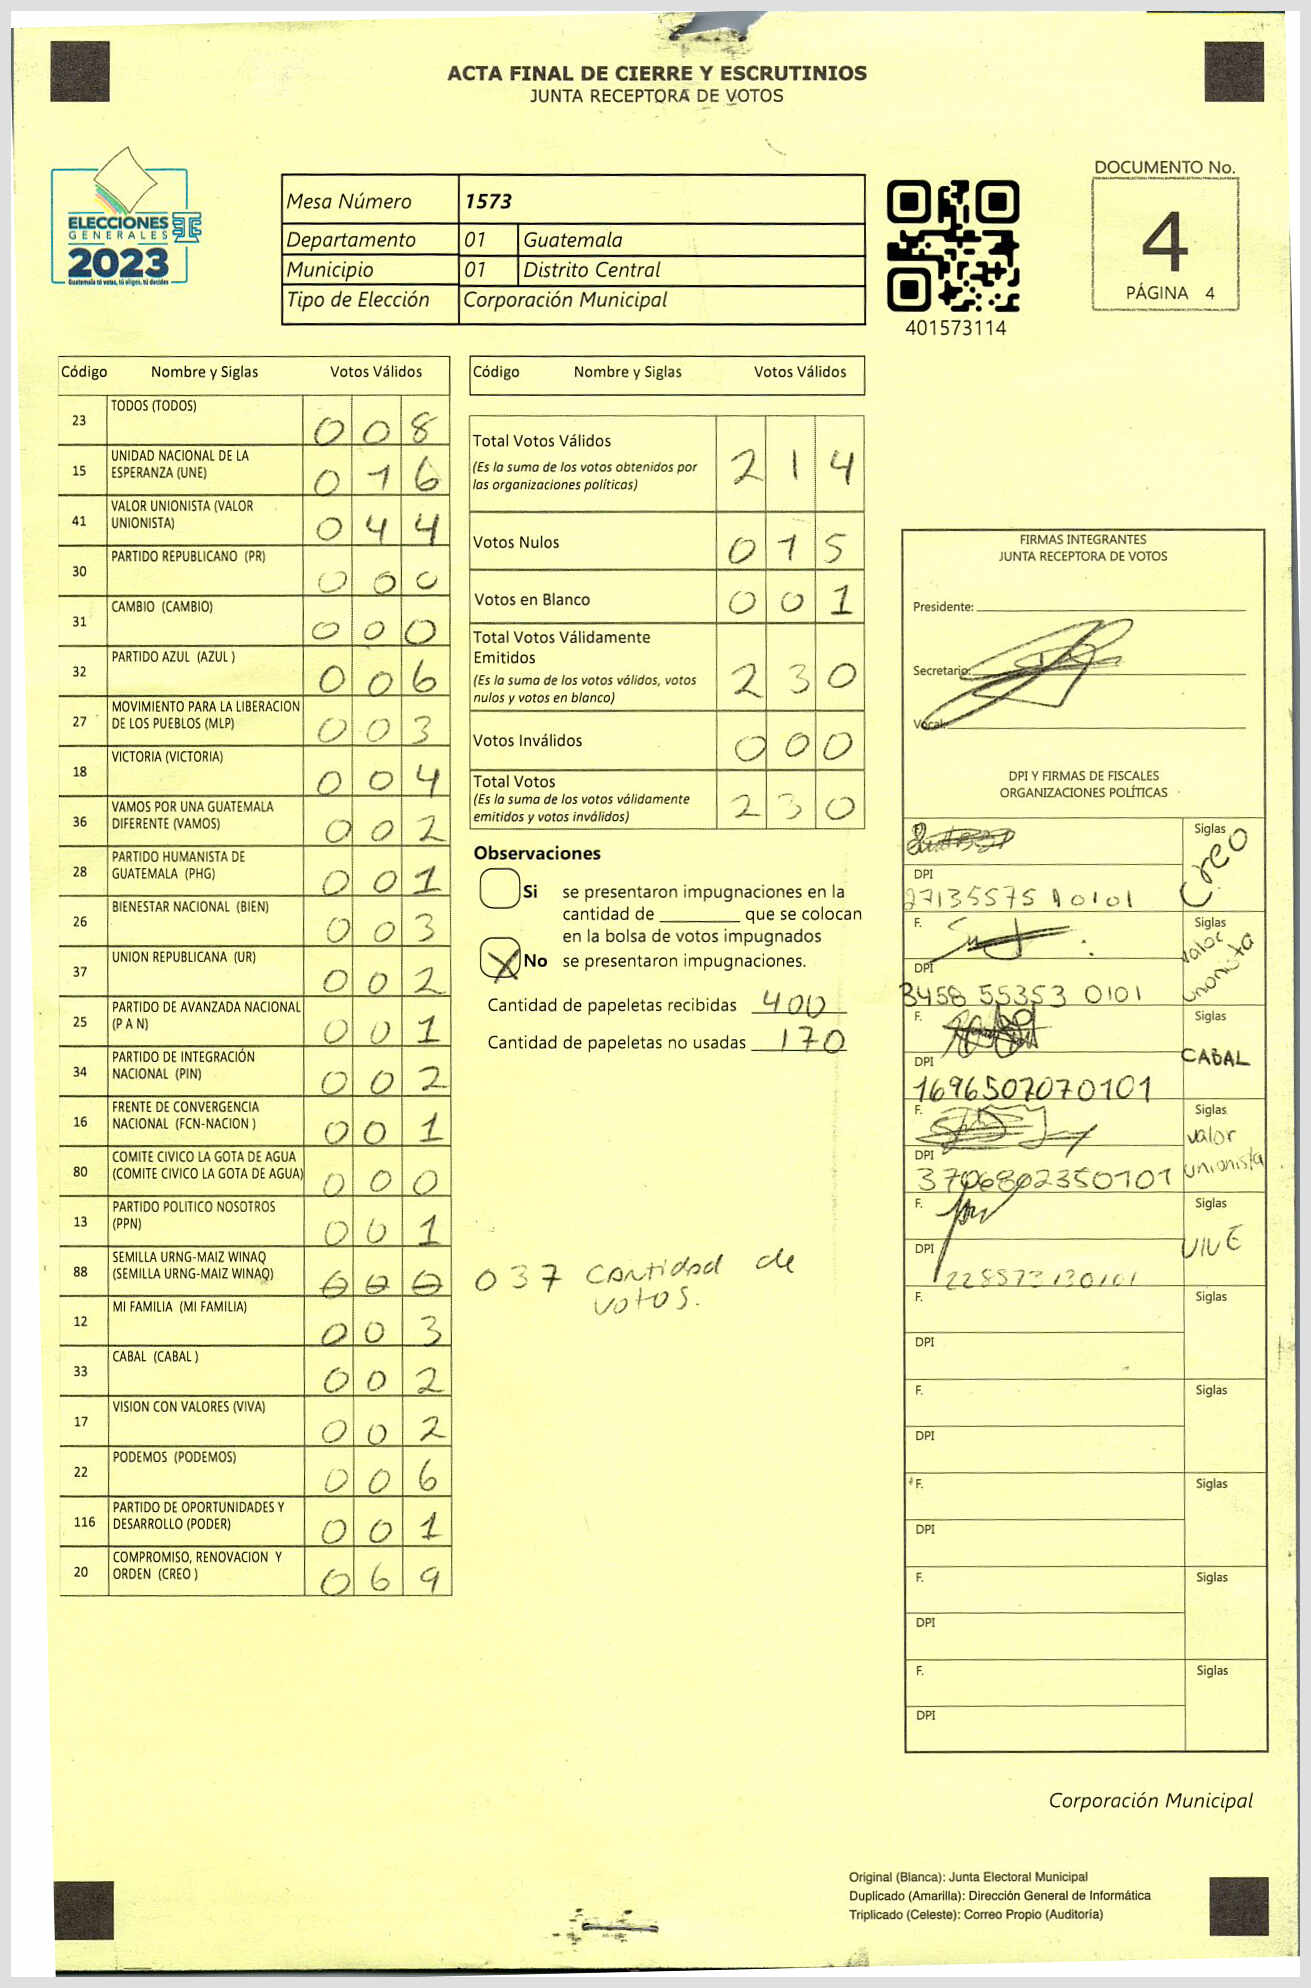 ACTA FINAL DE CIERRE Y ESCRUTINIOS
JUNTA RECEPTORA DE VOTOS
ELECCIONES
GENERALES
2023
Guatemala tú votas, tú eliges, tú decides
Mesa Número 1573
Departamento 01 Guatemala
Municipio 01 Distrito Central
Tipo de Elección Corporación Municipal
401573114
DOCUMENTO No.
4
PÁGINA 4
Código Nombre y Siglas Votos Válidos
23 TODOS (TODOS) 0 0 8
15 UNIDAD NACIONAL DE LA
ESPERANZA (UNE) 0 1 6
41 VALOR UNIONISTA (VALOR
UNIONISTA) 0 4 4
30 PARTIDO REPUBLICANO (PR) 0 0 0
31 CAMBIO (CAMBIO) 0 0 0
32 PARTIDO AZUL (AZUL ) 0 0 6
27 MOVIMIENTO PARA LA LIBERACION
DE LOS PUEBLOS (MLP) 0 0 3
18 VICTORIA (VICTORIA) 0 0 4
36 VAMOS POR UNA GUATEMALA
DIFERENTE (VAMOS) 0 0 2
28 PARTIDO HUMANISTA DE
GUATEMALA (PHG) 0 0 1
26 BIENESTAR NACIONAL (BIEN) 0 0 3
37 UNION REPUBLICANA (UR) 0 0 2
25 PARTIDO DE AVANZADA NACIONAL
(P A N) 0 0 1
34 PARTIDO DE INTEGRACIÓN
NACIONAL (PIN) 0 0 2
16 FRENTE DE CONVERGENCIA
NACIONAL (FCN-NACION ) 0 0 1
80 COMITE CIVICO LA GOTA DE AGUA
(COMITE CIVICO LA GOTA DE AGUA) 0 0 0
13 PARTIDO POLITICO NOSOTROS
(PPN) 0 0 1
88 SEMILLA URNG-MAIZ WINAQ
(SEMILLA URNG-MAIZ WINAQ) 0 0 0
037 cantidad de
votos.
12 MI FAMILIA (MI FAMILIA) 0 0 3
33 CABAL (CABAL ) 0 0 2
17 VISION CON VALORES (VIVA) 0 0 2
22 PODEMOS (PODEMOS) 0 0 6
116 PARTIDO DE OPORTUNIDADES Y
DESARROLLO (PODER) 0 0 1
20 COMPROMISO, RENOVACION Y
ORDEN (CREO ) 0 6 9
Código Nombre y Siglas Votos Válidos
Total Votos Válidos 2 1 4
(Es la suma de los votos obtenidos por
las organizaciones políticas)
Votos Nulos 0 1 5
Votos en Blanco 0 0 1
Total Votos Válidamente
Emitidos 2 3 0
(Es la suma de los votos válidos, votos
nulos y votos en blanco)
Votos Inválidos 0 0 0
Total Votos 2 3 0
(Es la suma de los votos válidamente
emitidos y votos inválidos)
Observaciones
Si se presentaron impugnaciones en la
cantidad de ________ que se colocan
en la bolsa de votos impugnados
X No se presentaron impugnaciones.
Cantidad de papeletas recibidas 400
Cantidad de papeletas no usadas 170
FIRMAS INTEGRANTES
JUNTA RECEPTORA DE VOTOS
Presidente:
Secretario:
Vocal:
DPI Y FIRMAS DE FISCALES
ORGANIZACIONES POLÍTICAS
Siglas Creo
DPI
27135575 10101
F. Siglas valor unionista
DPI
3458 55353 0101
F. Siglas
DPI CABAL
1696507070101
F. Siglas
DPI valor
3706802350101 unionista
F. Siglas
DPI
228573130101
F. Siglas
DPI
F. Siglas
DPI
F. Siglas
DPI
F. Siglas
DPI
F. Siglas
DPI
Corporación Municipal
Original (Blanca): Junta Electoral Municipal
Duplicado (Amarilla): Dirección General de Informática
Triplicado (Celeste): Correo Propio (Auditoría)